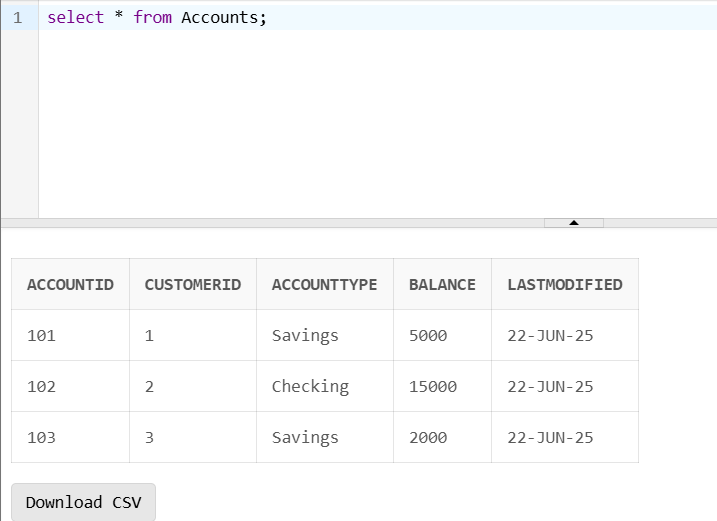 1 select * from Accounts;
ACCOUNTID CUSTOMERID ACCOUNTTYPE BALANCE LASTMODIFIED
101 1 Savings 5000 22-JUN-25
102 2 Checking 15000 22-JUN-25
103 3 Savings 2000 22-JUN-25
Download CSV